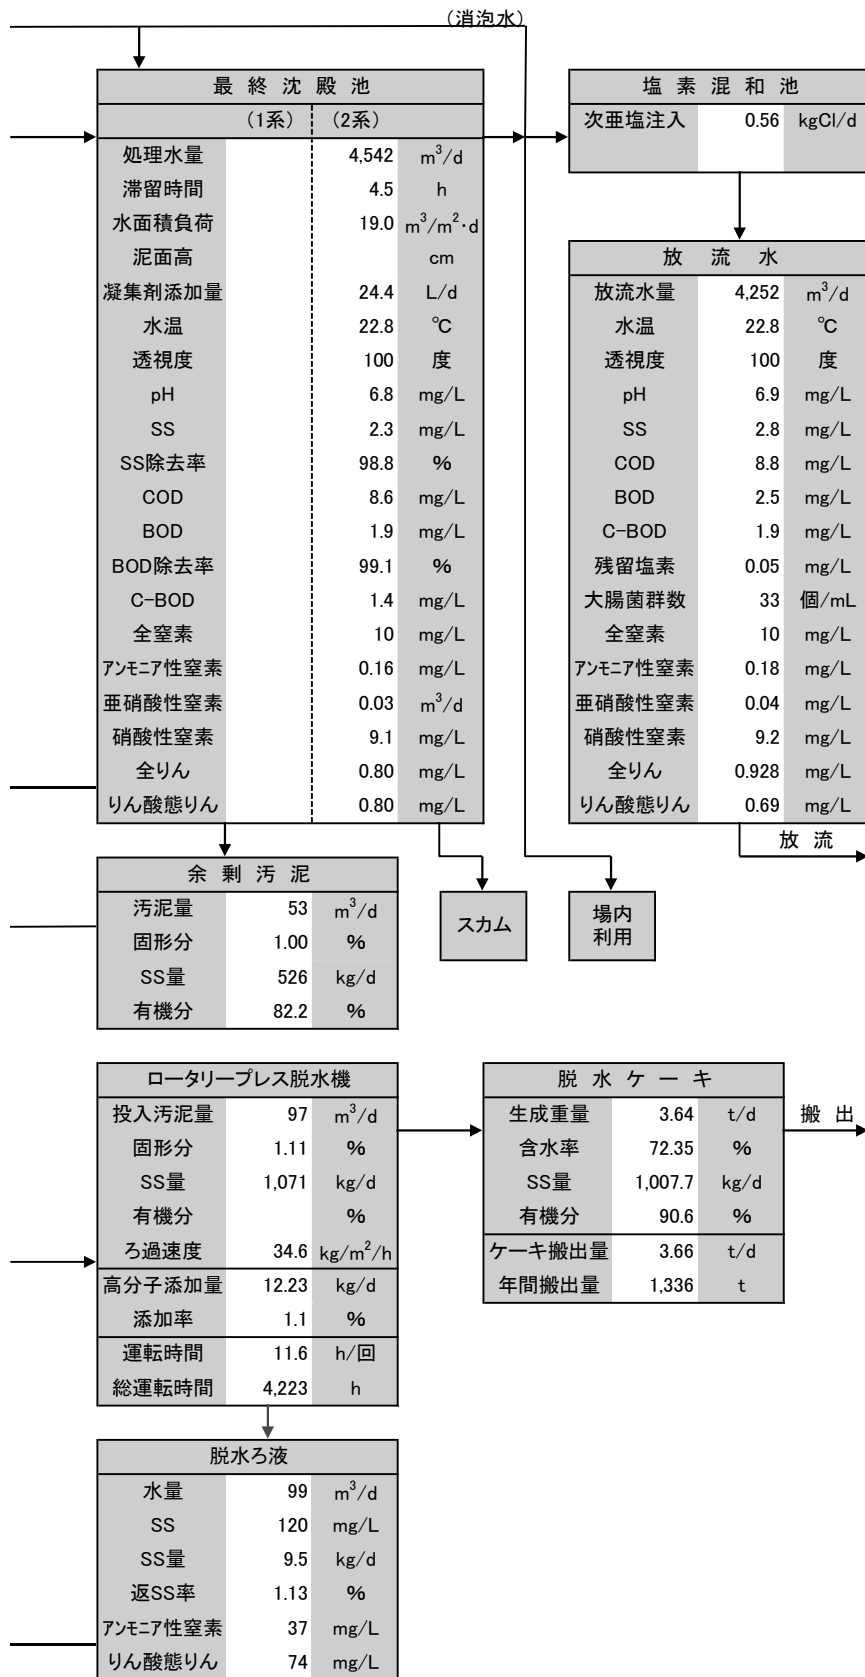 (消泡水)
最 終 沈 殿 池
(1系) (2系)
処理水量 4,542 m³/d
滞留時間 4.5 h
水面積負荷 19.0 m³/m²・d
泥面高 cm
凝集剤添加量 24.4 L/d
水温 22.8 ℃
透視度 100 度
pH 6.8 mg/L
SS 2.3 mg/L
SS除去率 98.8 %
COD 8.6 mg/L
BOD 1.9 mg/L
BOD除去率 99.1 %
C-BOD 1.4 mg/L
全窒素 10 mg/L
アンモニア性窒素 0.16 mg/L
亜硝酸性窒素 0.03 m³/d
硝酸性窒素 9.1 mg/L
全りん 0.80 mg/L
りん酸態りん 0.80 mg/L
塩 素 混 和 池
次亜塩注入 0.56 kgCl/d
放 流 水
放流水量 4,252 m³/d
水温 22.8 ℃
透視度 100 度
pH 6.9 mg/L
SS 2.8 mg/L
COD 8.8 mg/L
BOD 2.5 mg/L
C-BOD 1.9 mg/L
残留塩素 0.05 mg/L
大腸菌群数 33 個/mL
全窒素 10 mg/L
アンモニア性窒素 0.18 mg/L
亜硝酸性窒素 0.04 mg/L
硝酸性窒素 9.2 mg/L
全りん 0.928 mg/L
りん酸態りん 0.69 mg/L
放 流
余 剰 汚 泥
汚泥量 53 m³/d
固形分 1.00 %
SS量 526 kg/d
有機分 82.2 %
スカム
場内
利用
ロータリープレス脱水機
投入汚泥量 97 m³/d
固形分 1.11 %
SS量 1,071 kg/d
有機分 %
ろ過速度 34.6 kg/m²/h
高分子添加量 12.23 kg/d
添加率 1.1 %
運転時間 11.6 h/回
総運転時間 4,223 h
脱 水 ケ ー キ
生成重量 3.64 t/d
含水率 72.35 %
SS量 1,007.7 kg/d
有機分 90.6 %
ケーキ搬出量 3.66 t/d
年間搬出量 1,336 t
搬 出
脱水ろ液
水量 99 m³/d
SS 120 mg/L
SS量 9.5 kg/d
返SS率 1.13 %
アンモニア性窒素 37 mg/L
りん酸態りん 74 mg/L